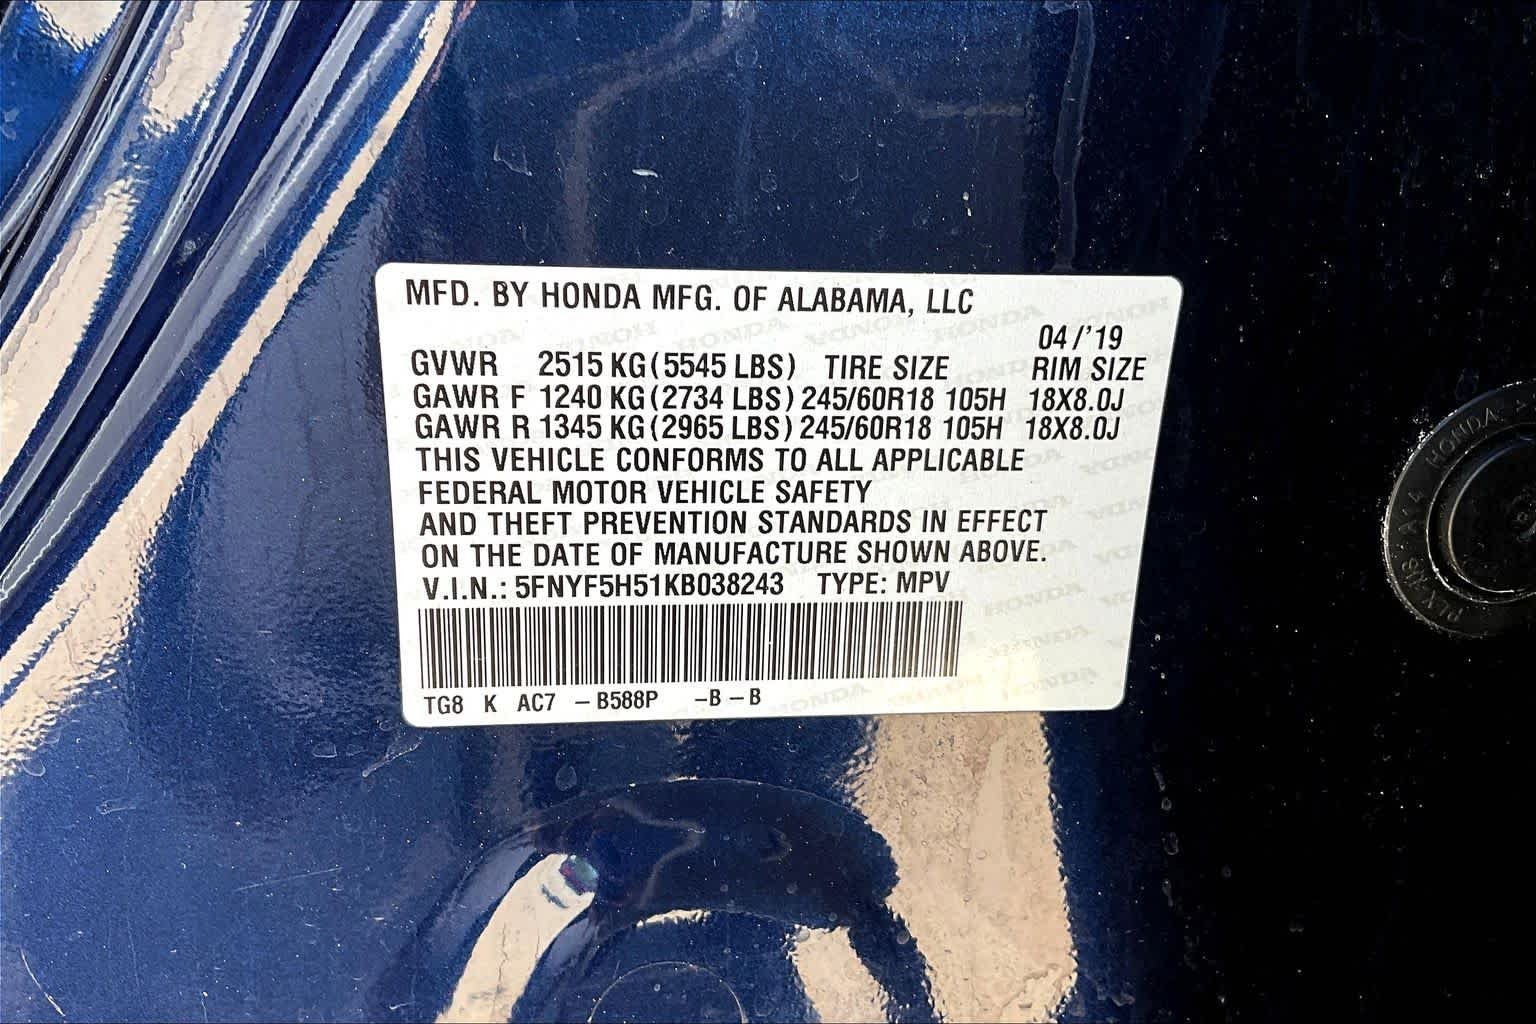 MFD. BY HONDA MFG. OF ALABAMA, LLC
04/'19
GVWR 2515 KG (5545 LBS) TIRE SIZE RIM SIZE
GAWR F 1240 KG (2734 LBS) 245/60R18 105H 18X8.0J
GAWR R 1345 KG (2965 LBS) 245/60R18 105H 18X8.0J
THIS VEHICLE CONFORMS TO ALL APPLICABLE
FEDERAL MOTOR VEHICLE SAFETY
AND THEFT PREVENTION STANDARDS IN EFFECT
ON THE DATE OF MANUFACTURE SHOWN ABOVE.
V.I.N.: 5FNYF5H51KB038243 TYPE: MPV
TG8 K AC7 – B588P –B – B
HONDA